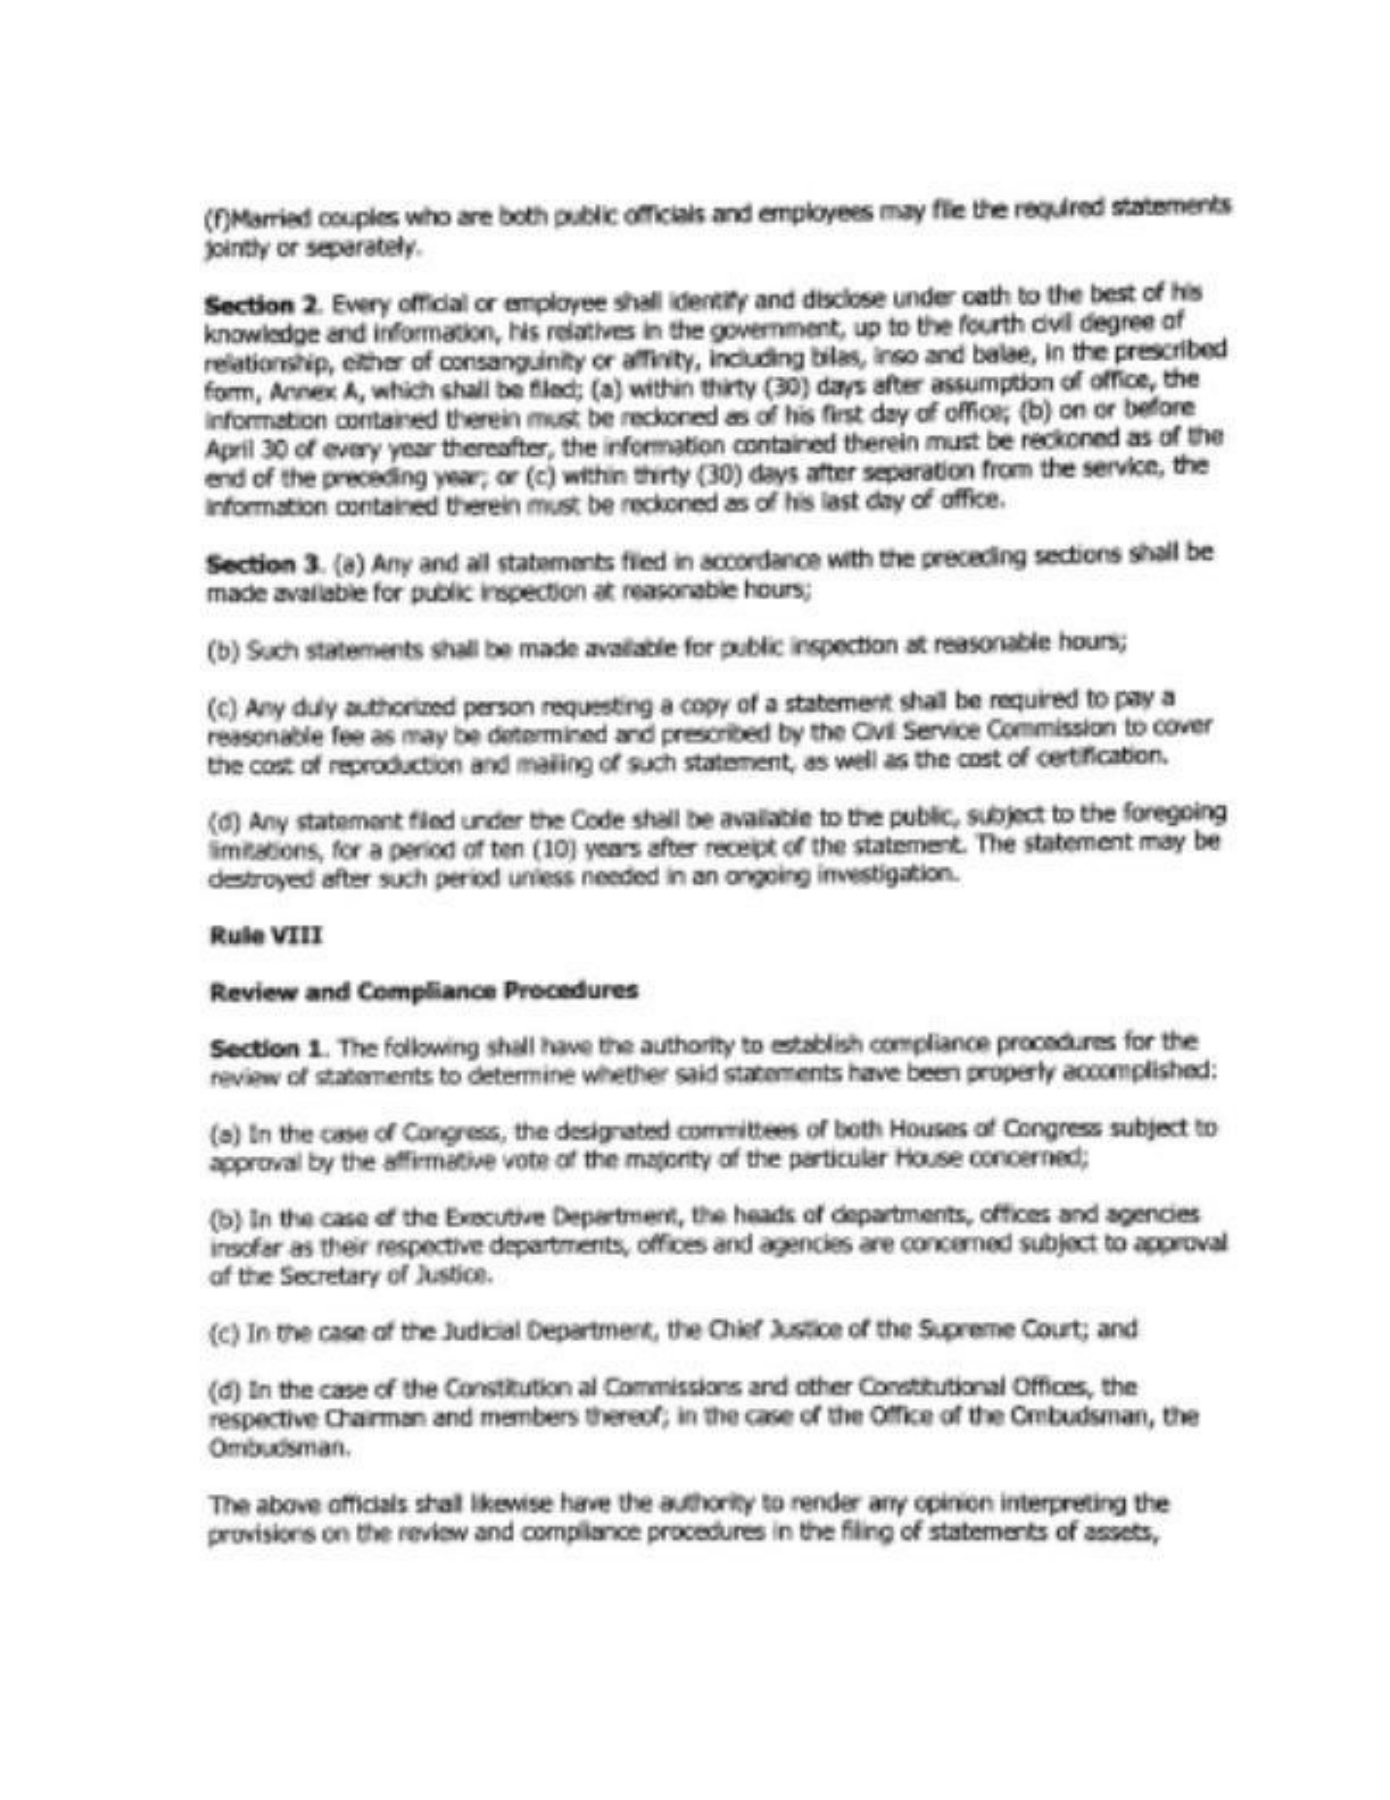 (f)Married couples who are both public officials and employees may file the required statements
jointly or separately.
Section 2. Every official or employee shall identify and disclose under oath to the best of his
knowledge and information, his relatives in the government, up to the fourth civil degree of
relationship, either of consanguinity or affinity, including bilas, inso and balae, in the prescribed
form, Annex A, which shall be filed; (a) within thirty (30) days after assumption of office, the
information contained therein must be reckoned as of his first day of office; (b) on or before
April 30 of every year thereafter, the information contained therein must be reckoned as of the
end of the preceding year; or (c) within thirty (30) days after separation from the service, the
information contained therein must be reckoned as of his last day of office.
Section 3. (a) Any and all statements filed in accordance with the preceding sections shall be
made available for public inspection at reasonable hours;
(b) Such statements shall be made available for public inspection at reasonable hours;
(c) Any duly authorized person requesting a copy of a statement shall be required to pay a
reasonable fee as may be determined and prescribed by the Civil Service Commission to cover
the cost of reproduction and mailing of such statement, as well as the cost of certification.
(d) Any statement filed under the Code shall be available to the public, subject to the foregoing
limitations, for a period of ten (10) years after receipt of the statement. The statement may be
destroyed after such period unless needed in an ongoing investigation.
Rule VIII
Review and Compliance Procedures
Section 1. The following shall have the authority to establish compliance procedures for the
review of statements to determine whether said statements have been properly accomplished:
(a) In the case of Congress, the designated committees of both Houses of Congress subject to
approval by the affirmative vote of the majority of the particular House concerned;
(b) In the case of the Executive Department, the heads of departments, offices and agencies
insofar as their respective departments, offices and agencies are concerned subject to approval
of the Secretary of Justice.
(c) In the case of the Judicial Department, the Chief Justice of the Supreme Court; and
(d) In the case of the Constitution al Commissions and other Constitutional Offices, the
respective Chairman and members thereof; in the case of the Office of the Ombudsman, the
Ombudsman.
The above officials shall likewise have the authority to render any opinion interpreting the
provisions on the review and compliance procedures in the filing of statements of assets,